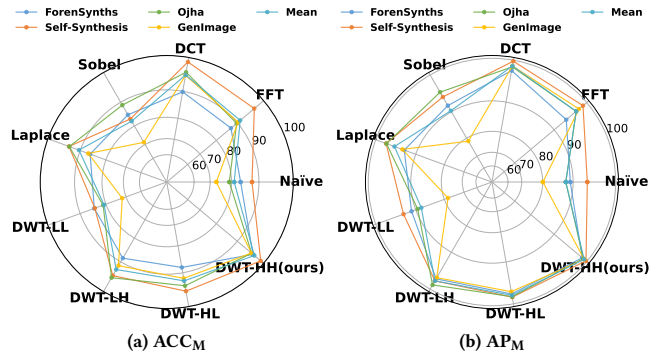 ForenSynths Ojha Mean
Self-Synthesis GenImage
DCT
Sobel
FFT
Laplace
100
90
80
70
60
Naïve
DWT-LL
DWT-HH(ours)
DWT-LH
DWT-HL
(a) ACC_M
ForenSynths Ojha Mean
Self-Synthesis GenImage
DCT
Sobel
FFT
Laplace
100
90
80
70
60
Naïve
DWT-LL
DWT-HH(ours)
DWT-LH
DWT-HL
(b) AP_M